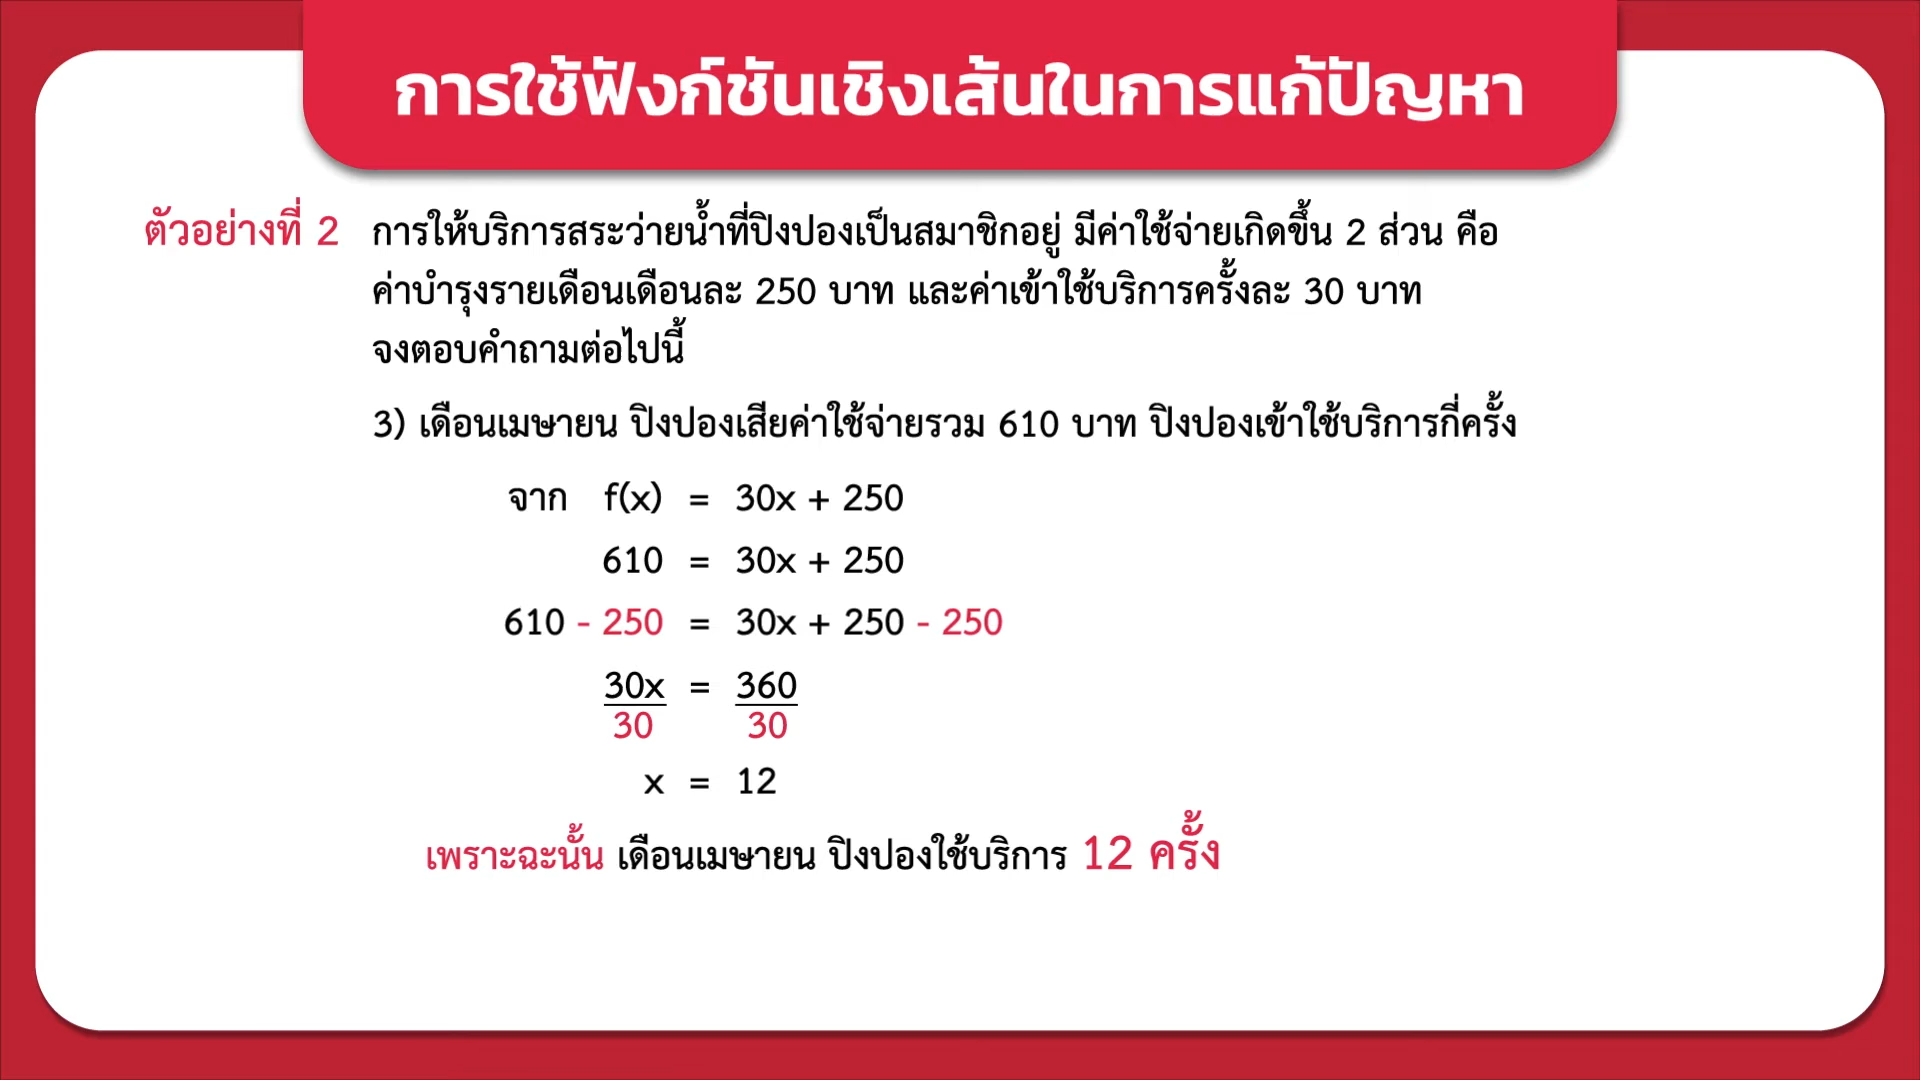 การใช้ฟังก์ชันเชิงเส้นในการแก้ปัญหา
ตัวอย่างที่ 2 การให้บริการสระว่ายน้ำที่ปิงปองเป็นสมาชิกอยู่ มีค่าใช้จ่ายเกิดขึ้น 2 ส่วน คือ
ค่าบำรุงรายเดือนเดือนละ 250 บาท และค่าเข้าใช้บริการครั้งละ 30 บาท
จงตอบคำถามต่อไปนี้
3) เดือนเมษายน ปิงปองเสียค่าใช้จ่ายรวม 610 บาท ปิงปองเข้าใช้บริการกี่ครั้ง
จาก f(x) = 30x + 250
610 = 30x + 250
610 - 250 = 30x + 250 - 250
30x = 360
30 30
x = 12
เพราะฉะนั้น เดือนเมษายน ปิงปองใช้บริการ 12 ครั้ง